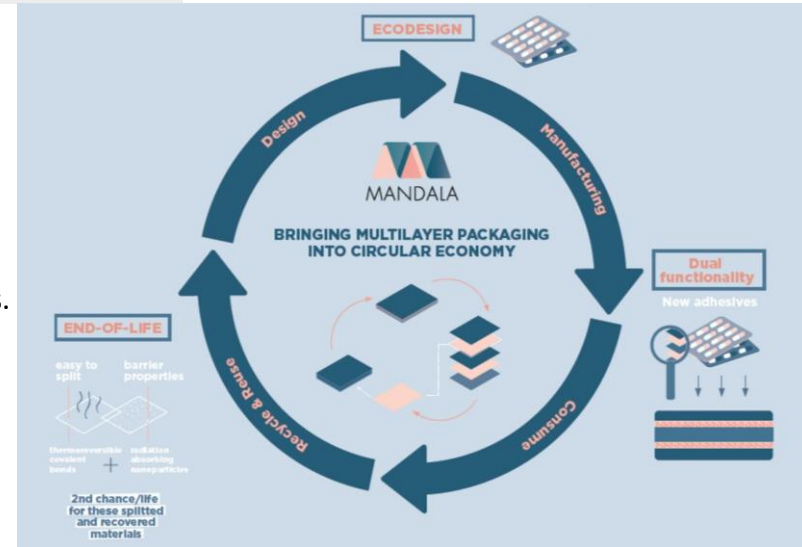 ECODESIGN
Design
Manufacturing
MANDALA
BRINGING MULTILAYER PACKAGING
INTO CIRCULAR ECONOMY
Dual
functionality
New adhesives
s.
END-OF-LIFE
easy to
split
barrier
properties
thermoreversible
covalent
bonds
+
radiation
absorbing
nanoparticles
Recycle & Reuse
Consume
2nd chance/life
for these splitted
and recovered
materials